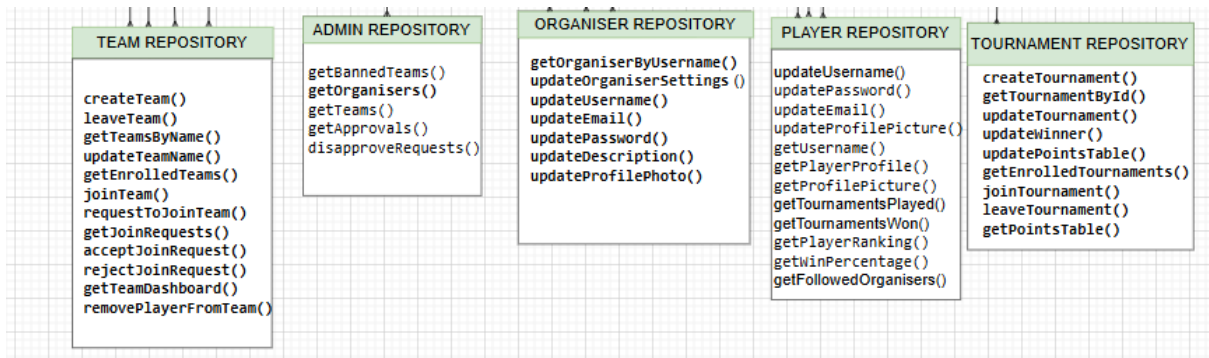 TEAM REPOSITORY
createTeam()
leaveTeam()
getTeamsByName()
updateTeamName()
getEnrolledTeams()
joinTeam()
requestToJoinTeam()
getJoinRequests()
acceptJoinRequest()
rejectJoinRequest()
getTeamDashboard()
removePlayerFromTeam()
ADMIN REPOSITORY
getBannedTeams()
getOrganisers()
getTeams()
getApprovals()
disapproveRequests()
ORGANISER REPOSITORY
getOrganiserByUsername()
updateOrganiserSettings ()
updateUsername()
updateEmail()
updatePassword()
updateDescription()
updateProfilePhoto()
PLAYER REPOSITORY
updateUsername()
updatePassword()
updateEmail()
updateProfilePicture()
getUsername()
getPlayerProfile()
getProfilePicture()
getTournamentsPlayed()
getTournamentsWon()
getPlayerRanking()
getWinPercentage()
getFollowedOrganisers()
TOURNAMENT REPOSITORY
createTournament()
getTournamentById()
updateTournament()
updateWinner()
updatePointsTable()
getEnrolledTournaments()
joinTournament()
leaveTournament()
getPointsTable()